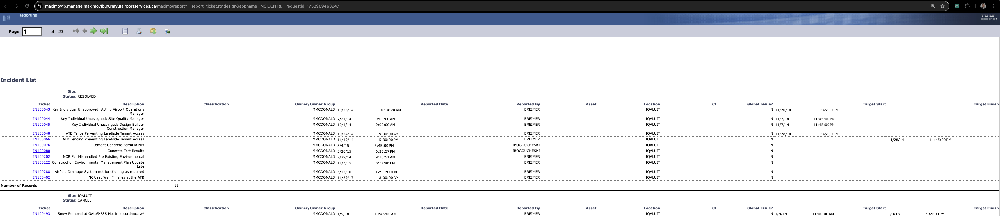 maximoyfb.manage.maximoyfb.nunavutairportservices.ca/maximo/report?__report=ticket.rptdesign&appname=INCIDENT&__requestid=1758909463947
Reporting
IBM.
Page 1 of 23
Incident List
Site:
Status: RESOLVED
Ticket Description Classification Owner/Owner Group Reported Date Reported By Asset Location CI Global Issue? Target Start Target Finish
IN100043 Key Individual Unapproved: Acting Airport Operations MMCDONALD 10/28/14 10:14:20 AM BREIMER IQALUIT N 11/20/14 11:45:00 PM
Manager
IN100044 Key Individual Unassigned: Site Quality Manager MMCDONALD 7/21/14 9:00:00 AM BREIMER IQALUIT N 11/7/14 11:45:00 PM
IN100045 Key Individual Unassinged: Design Builder MMCDONALD 10/1/14 9:00:00 AM BREIMER IQALUIT N 11/7/14 11:45:00 PM
Construction Manager
IN100048 ATB Fence Perventing Landisde Tenant Access MMCDONALD 10/24/14 9:00:00 AM BREIMER IQALUIT N 11/28/14 11:45:00 PM
IN100066 ATB Fencing Preventing Landside Tenant Access MMCDONALD 11/19/14 5:30:00 PM BREIMER IQALUIT N 11/28/14 11:45:00 PM
IN100076 Cement Concrete Formula Mix MMCDONALD 3/4/15 5:45:00 PM IBOGOUCHESKI IQALUIT N
IN100080 Concrete Test Results MMCDONALD 3/26/15 6:26:57 PM IBOGOUCHESKI IQALUIT N
IN100202 NCR For Mishandled Pre Existing Environmental MMCDONALD 7/29/14 9:16:51 AM BREIMER IQALUIT N
IN100222 Construction Environmental Management Plan Update MMCDONALD 11/3/15 8:57:46 PM BREIMER IQALUIT N
Late
IN100288 Airfield Drainage System not functioning as required MMCDONALD 5/12/16 12:00:00 PM BREIMER IQALUIT N
IN100402 NCR re: Wall Finishes at the ATB MMCDONALD 11/29/17 8:00:00 AM BREIMER IQALUIT N
Number of Records: 11
Site: IQALUIT
Status: CANCEL
Ticket Description Classification Owner/Owner Group Reported Date Reported By Asset Location CI Global Issue? Target Start Target Finish
IN100493 Snow Removal at GAte5/FSS Not in accordance w/ MMCDONALD 1/9/18 10:45:00 AM BREIMER IQALUIT N 1/9/18 11:00:00 AM 1/9/18 2:45:00 PM